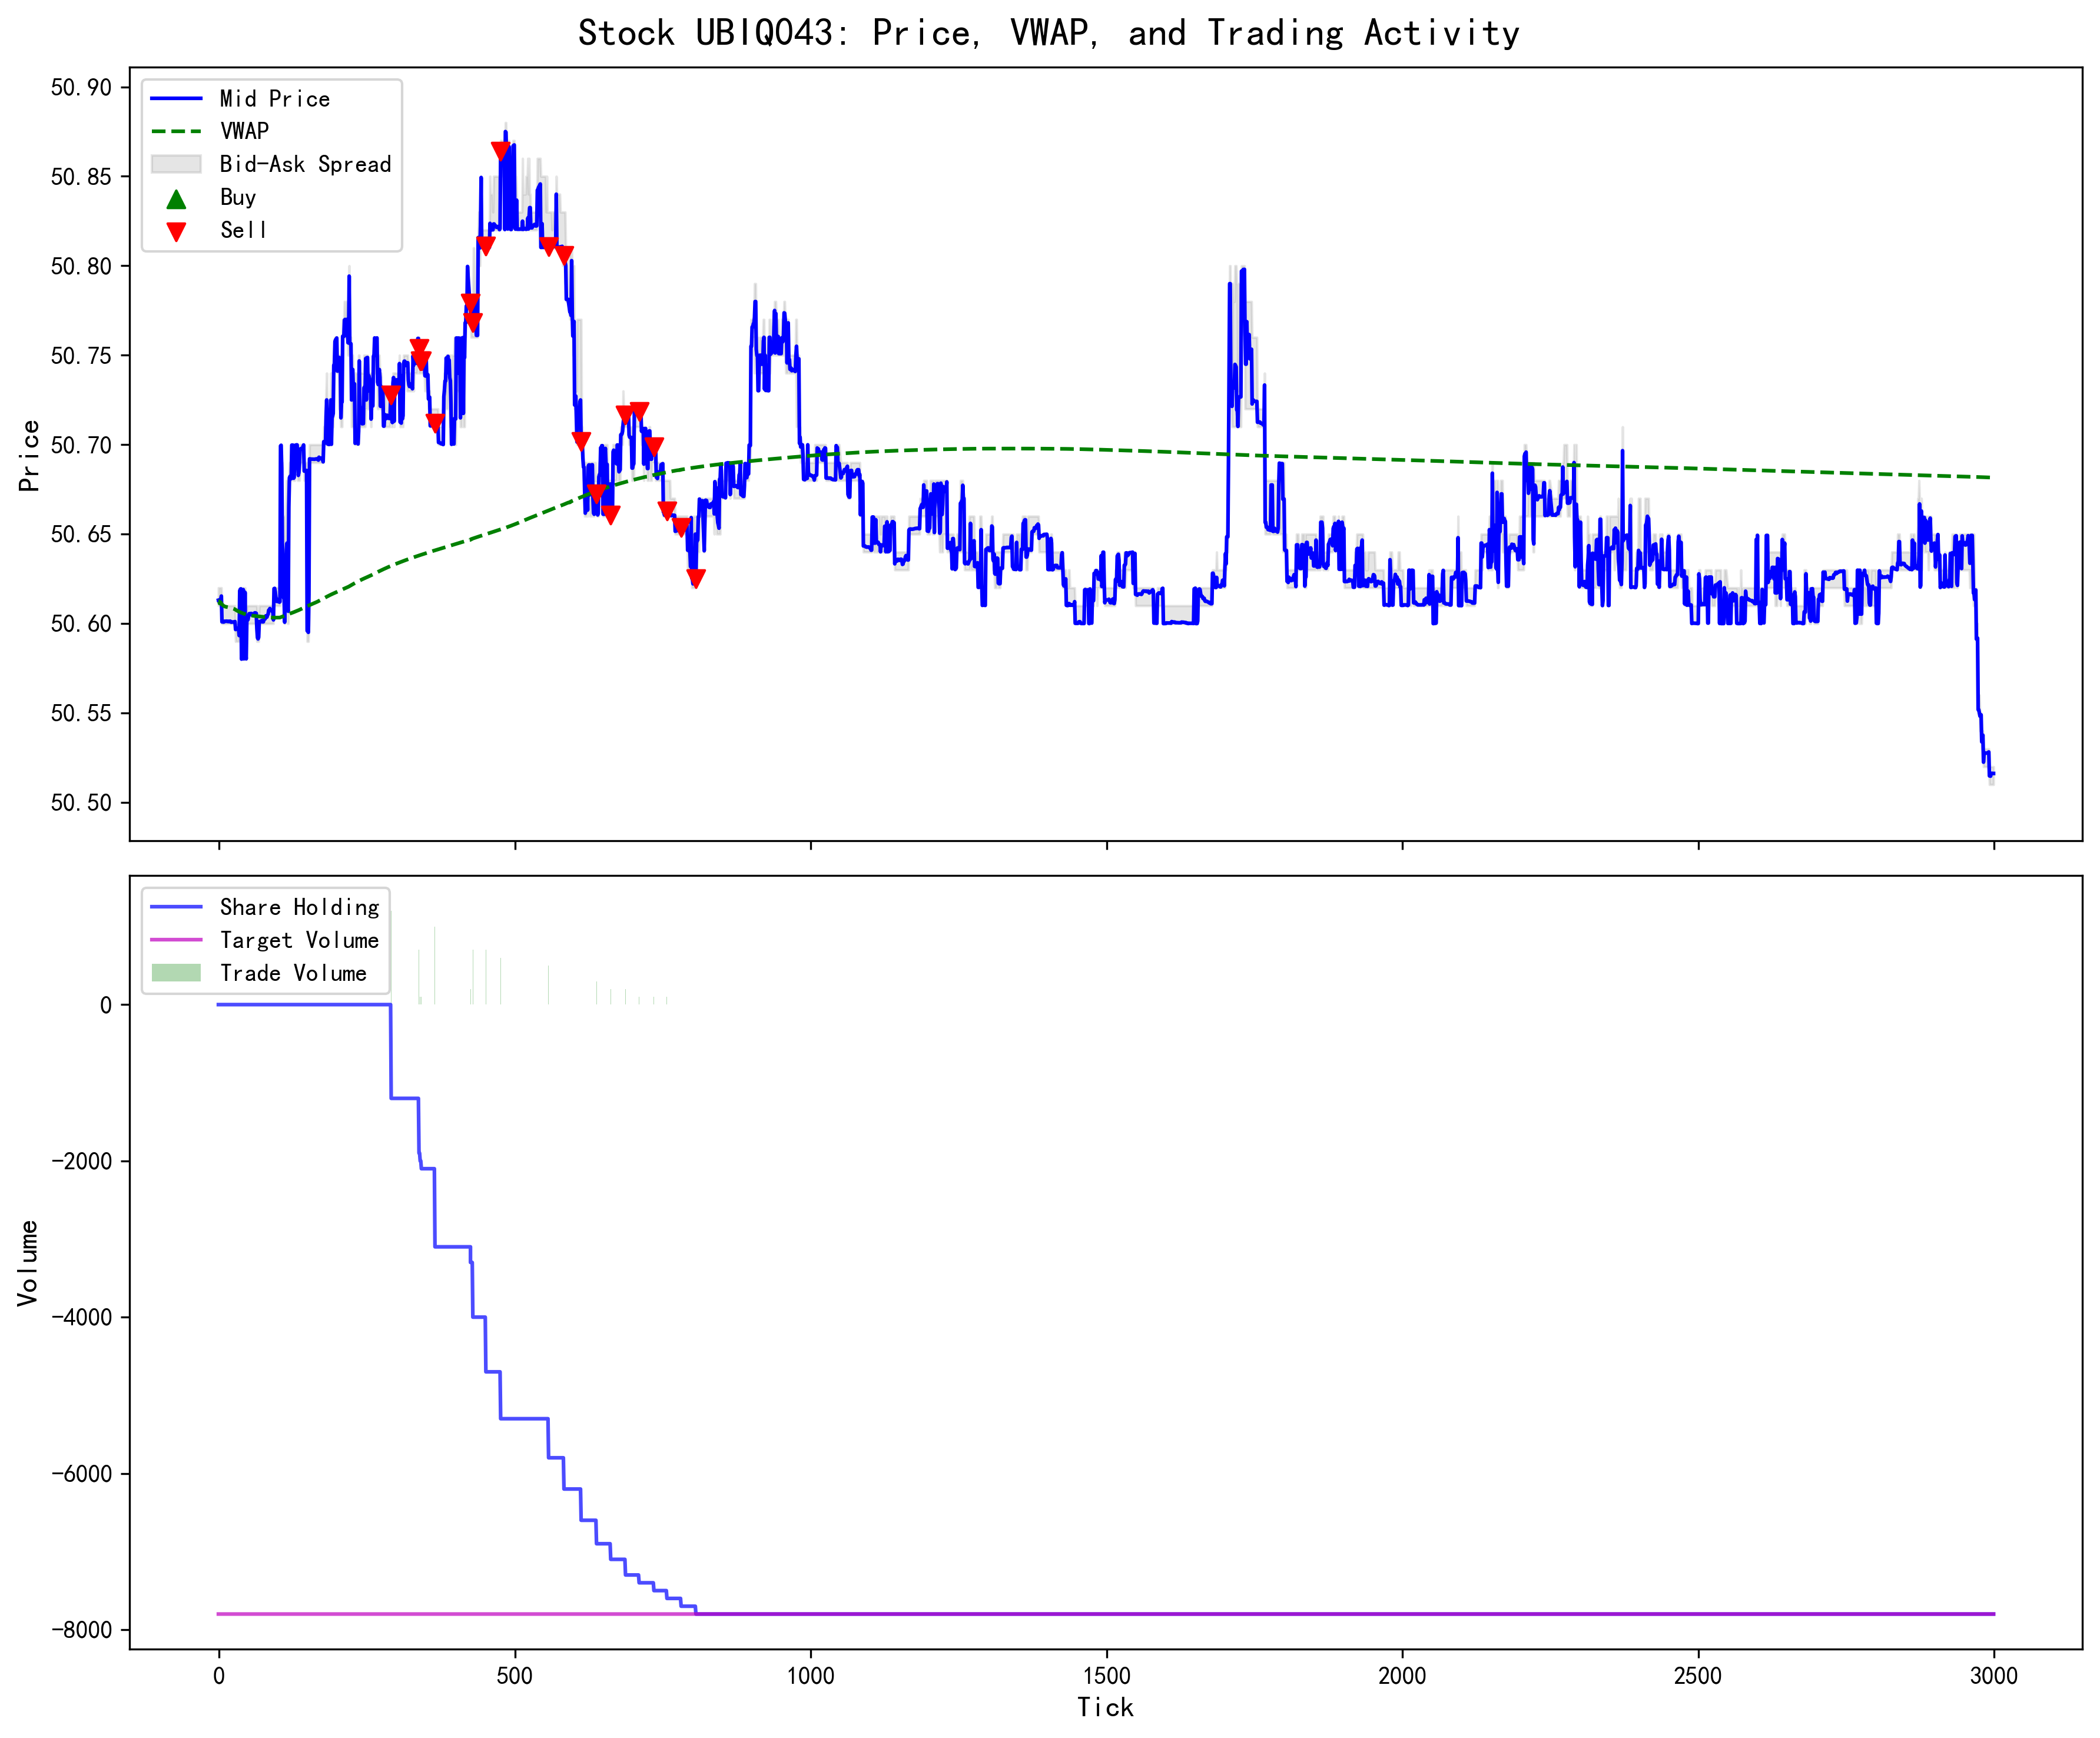 Stock UBIQ043: Price, VWAP, and Trading Activity
50.90
50.85
50.80
50.75
50.70
50.65
50.60
50.55
50.50
Price
Mid Price
VWAP
Bid-Ask Spread
Buy
Sell
0
-2000
-4000
-6000
-8000
Volume
Share Holding
Target Volume
Trade Volume
0 500 1000 1500 2000 2500 3000
Tick